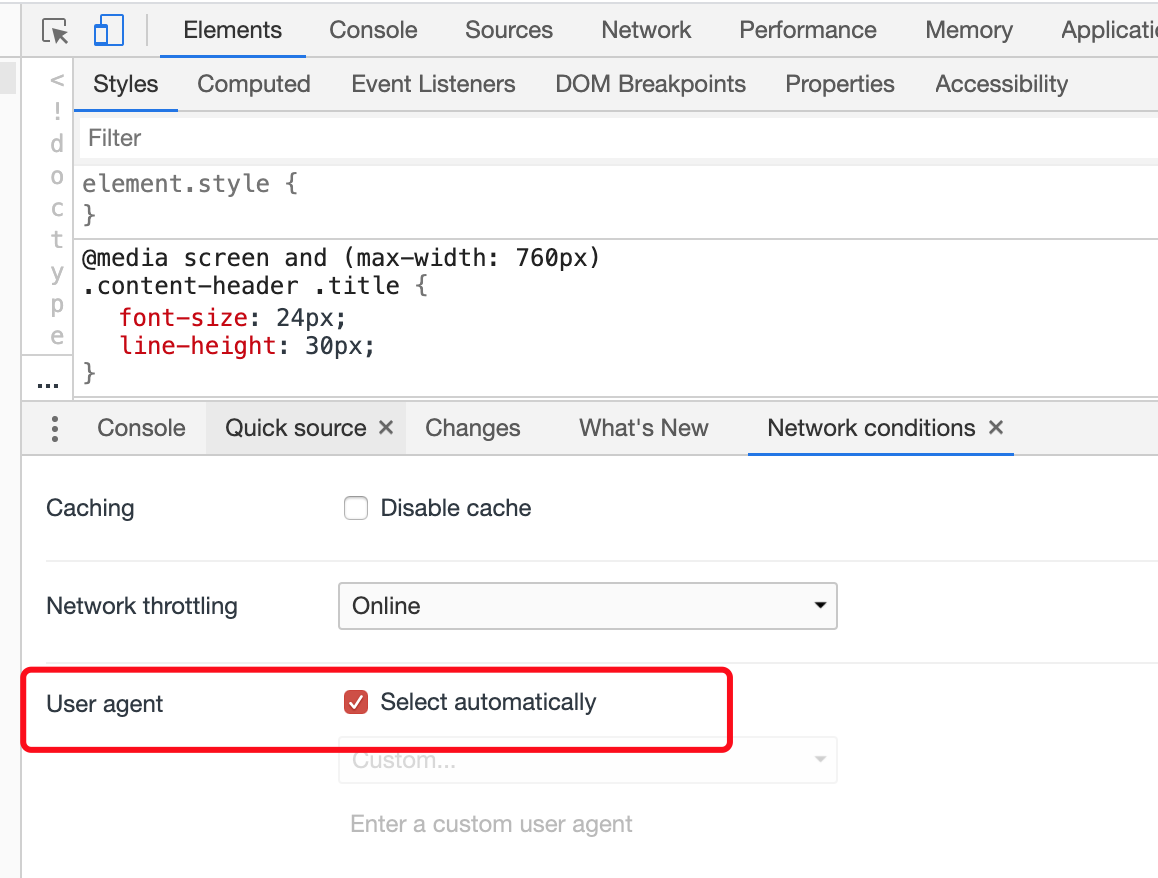 Elements Console Sources Network Performance Memory Applicati
Styles Computed Event Listeners DOM Breakpoints Properties Accessibility
<!doctype
...
Filter
element.style {
}
@media screen and (max-width: 760px)
.content-header .title {
font-size: 24px;
line-height: 30px;
}
Console Quick source × Changes What's New Network conditions ×
Caching Disable cache
Network throttling Online
User agent Select automatically
Custom...
Enter a custom user agent